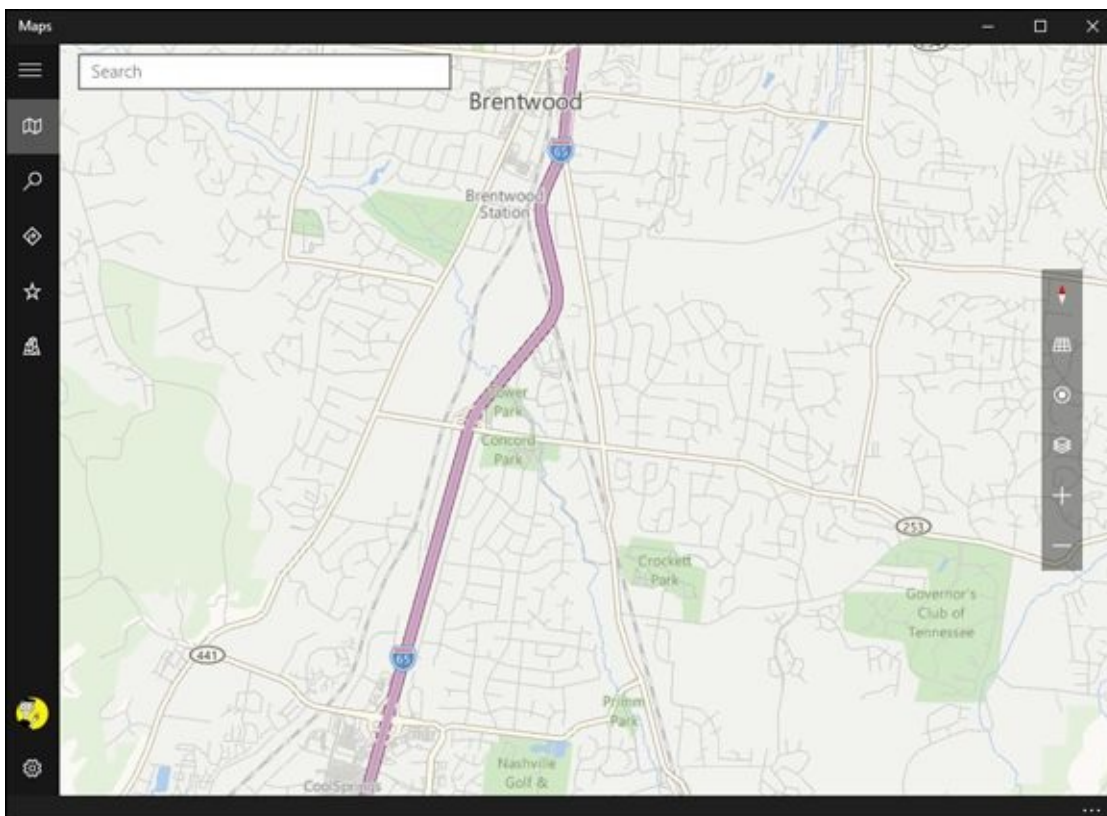 Maps
Search
Brentwood
65
Brentwood
Station
Tower
Park
Concord
Park
253
Crockett
Park
Governor's
Club of
Tennessee
441
65
Primm
Park
Nashville
Golf &
CoolSprings